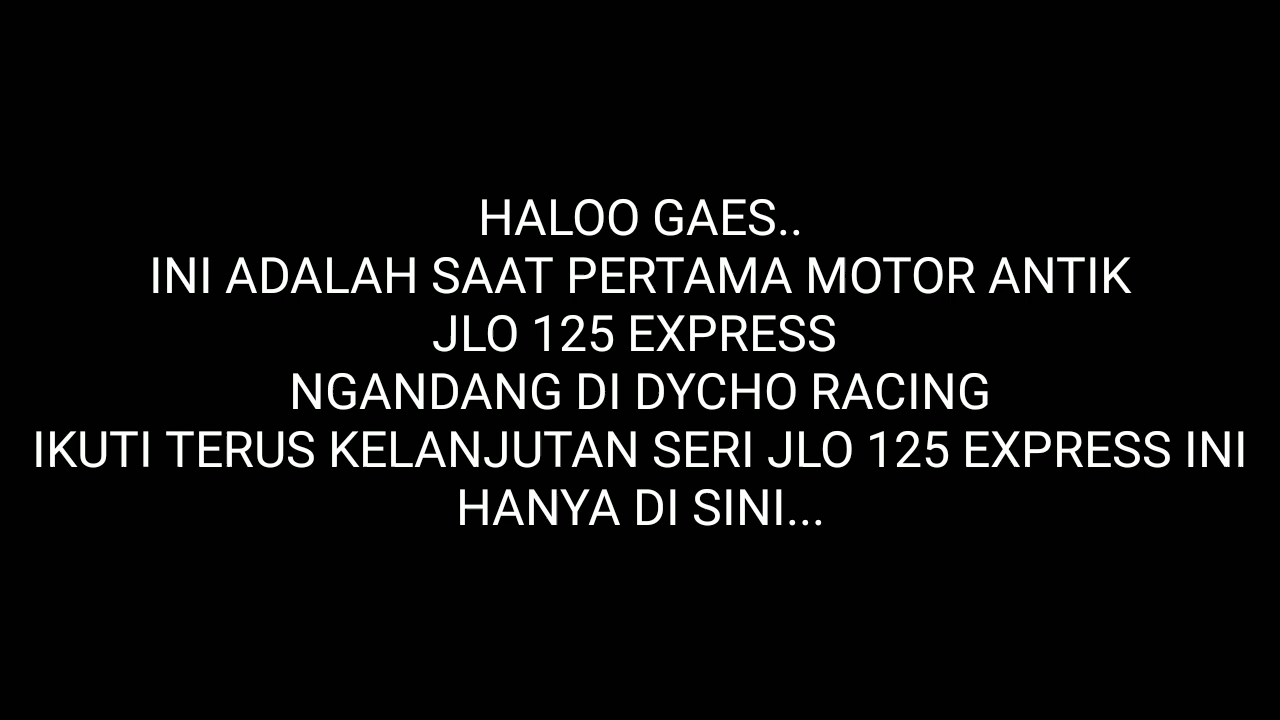 HALOO GAES..
INI ADALAH SAAT PERTAMA MOTOR ANTIK
JLO 125 EXPRESS
NGANDANG DI DYCHO RACING
IKUTI TERUS KELANJUTAN SERI JLO 125 EXPRESS INI
HANYA DI SINI...